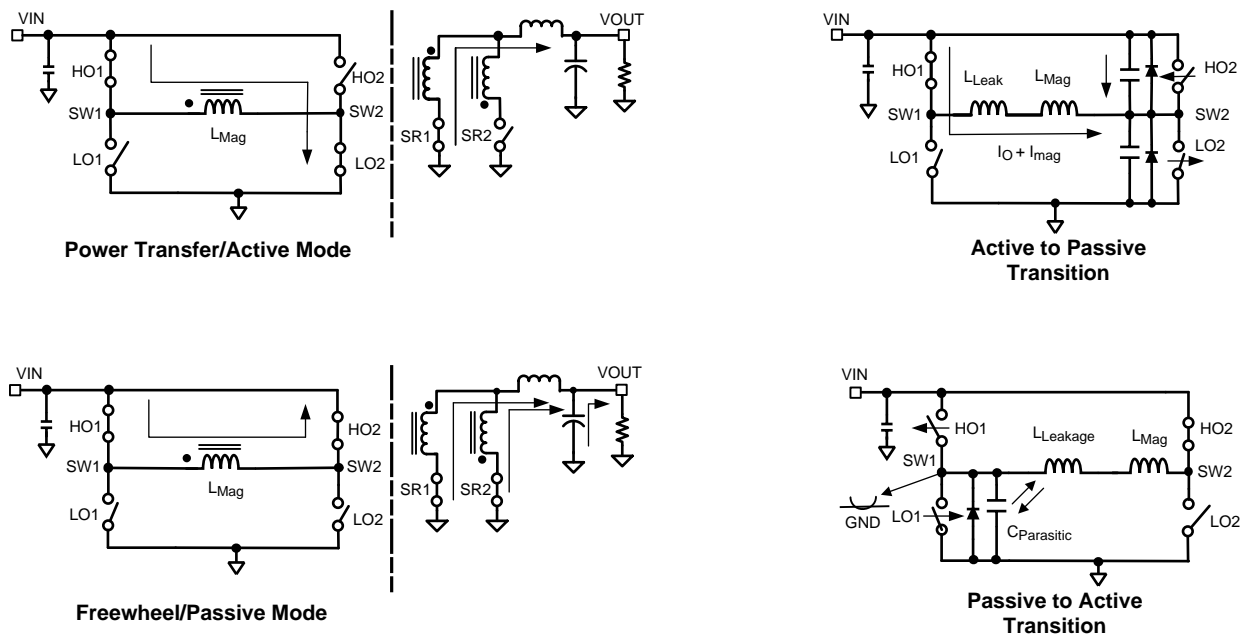 VIN
HO1
HO2
SW1
SW2
LMag
LO1
LO2
VOUT
SR1
SR2
Power Transfer/Active Mode
VIN
HO1
HO2
LLeak
LMag
SW1
SW2
LO1
LO2
IO + Imag
Active to Passive
Transition
VIN
HO1
HO2
SW1
SW2
LMag
LO1
LO2
VOUT
SR1
SR2
Freewheel/Passive Mode
VIN
HO1
HO2
LLeakage
LMag
SW1
SW2
GND
LO1
LO2
CParasitic
Passive to Active
Transition